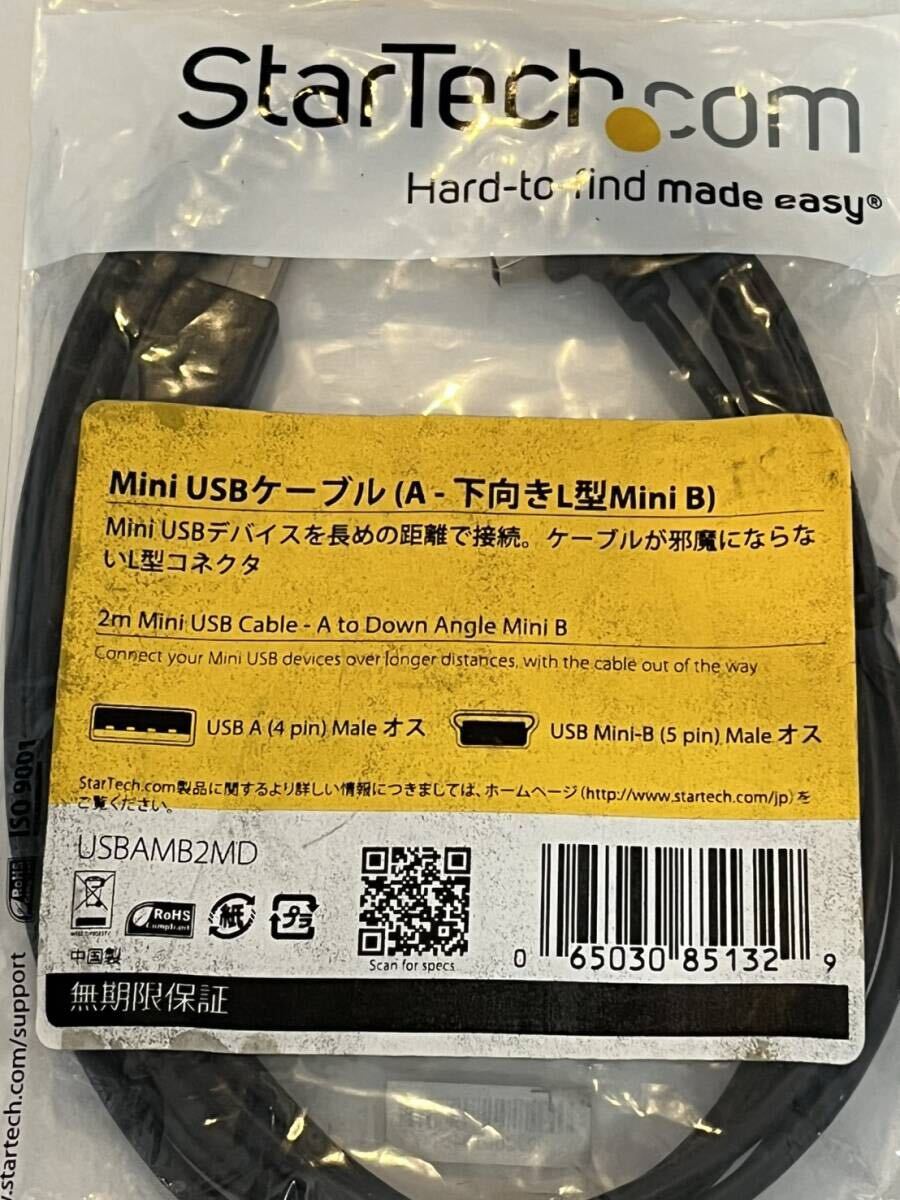 StarTech.com
Hard-to-find made easy®
Mini USBケーブル (A - 下向きL型Mini B)
Mini USBデバイスを長めの距離で接続。ケーブルが邪魔にならな
いL型コネクタ
2m Mini USB Cable - A to Down Angle Mini B
Connect your Mini USB devices over longer distances, with the cable out of the way
USB A (4 pin) Male オス
USB Mini-B (5 pin) Male オス
StarTech.com製品に関するより詳しい情報につきましては、ホームページ(http://www.startech.com/jp)を
ご覧ください。
USBAMB2MD
RoHS
Compliant
紙
プラ
中国製
Scan for specs
0 65030 85132 9
無期限保証
ISO 9001
RoHS
.startech.com/support